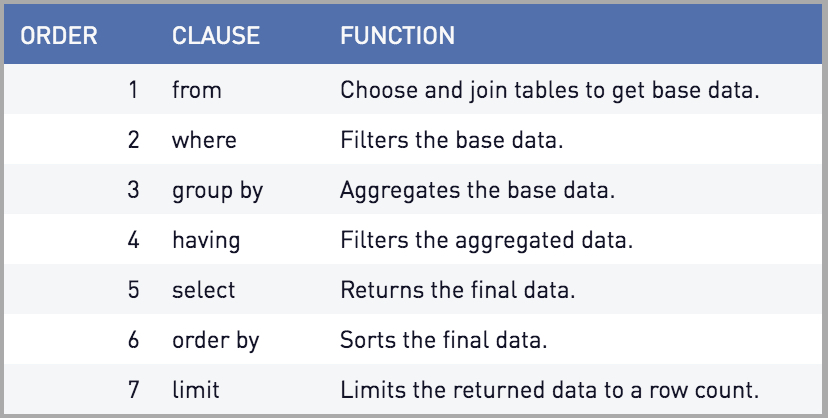 ORDER CLAUSE FUNCTION
1 from Choose and join tables to get base data.
2 where Filters the base data.
3 group by Aggregates the base data.
4 having Filters the aggregated data.
5 select Returns the final data.
6 order by Sorts the final data.
7 limit Limits the returned data to a row count.